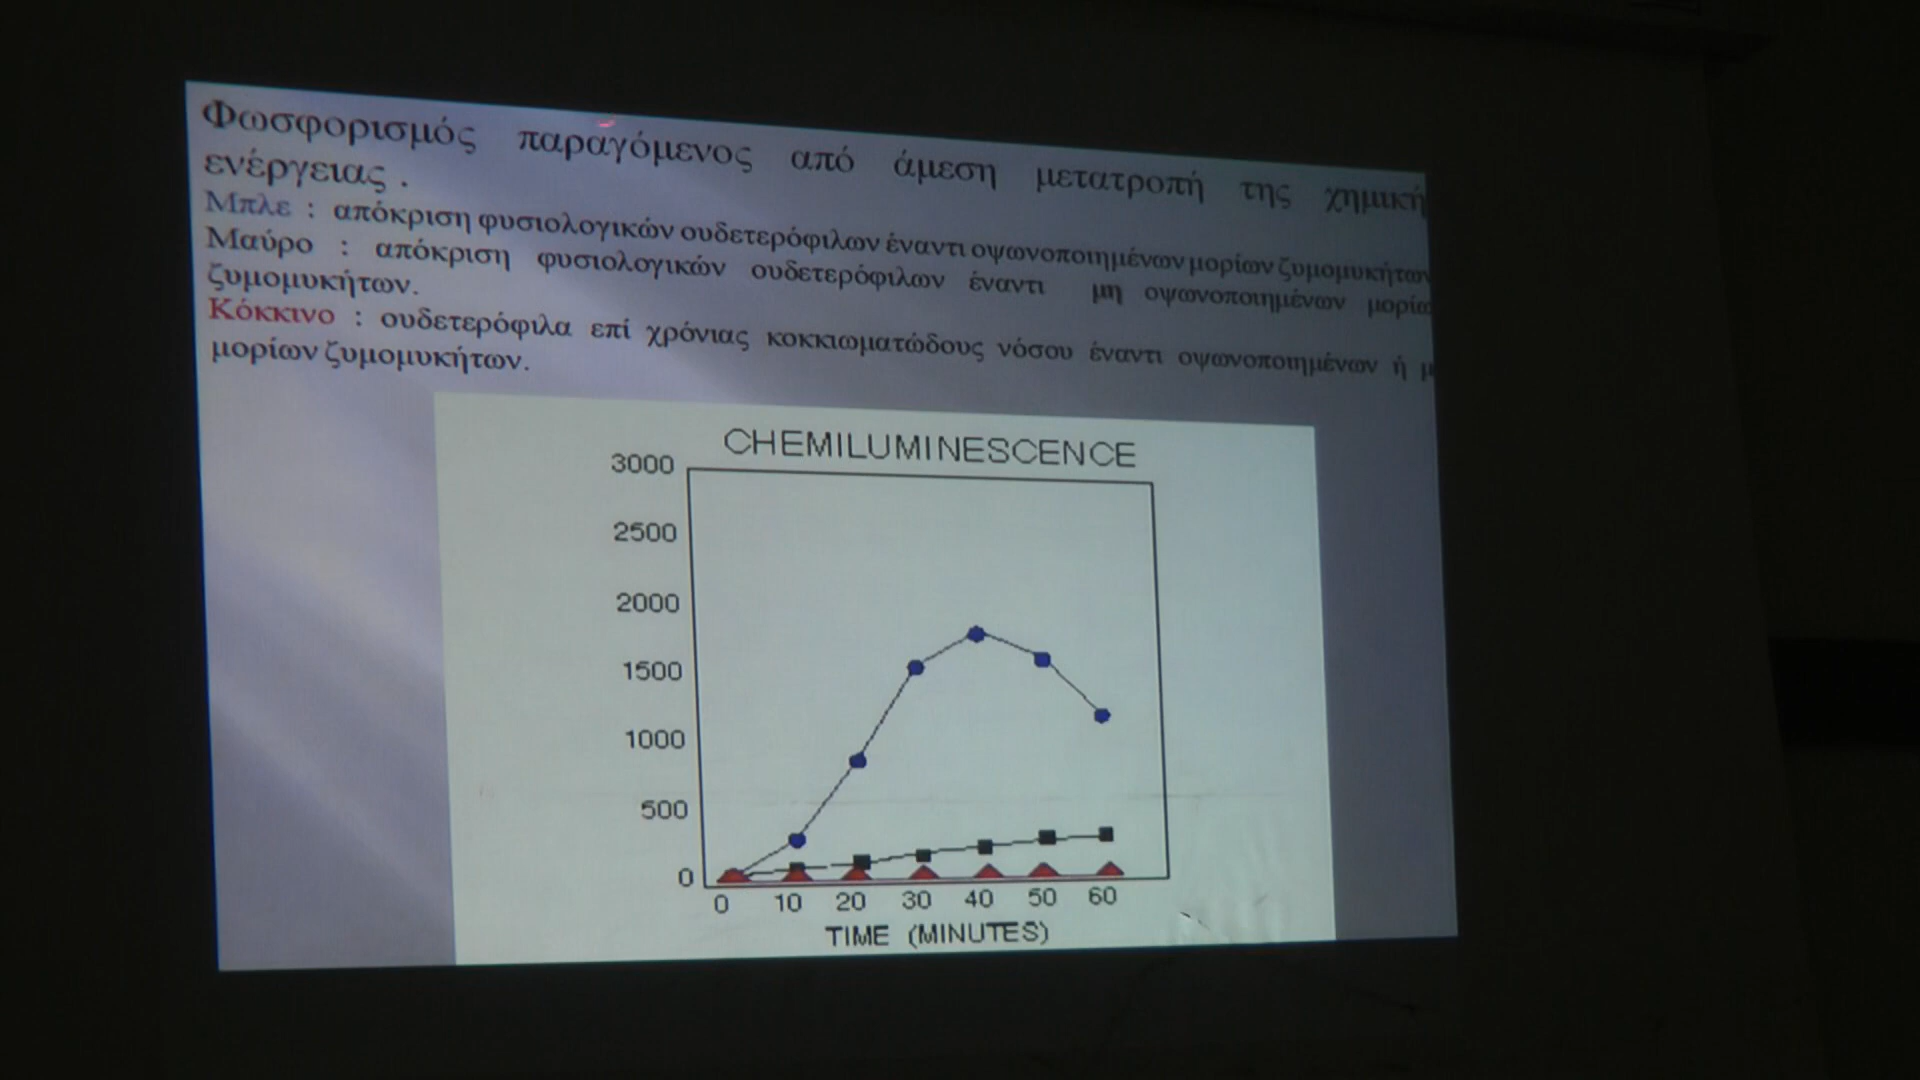 Φωσφορισμός παραγόμενος από άμεση μετατροπή της χημική
ενέργειας .
Μπλε : απόκριση φυσιολογικών ουδετερόφιλων έναντι οψωνοποιημένων μορίων ζυμομυκήτων
Μαύρο : απόκριση φυσιολογικών ουδετερόφιλων έναντι μη οψωνοποιημένων μορίω
ζυμομυκήτων.
Κόκκινο : ουδετερόφιλα επί χρόνιας κοκκιωματώδους νόσου έναντι οψωνοποιημένων ή μ
μορίων ζυμομυκήτων.
CHEMILUMINESCENCE
3000
2500
2000
1500
1000
500
0
0 10 20 30 40 50 60
TIME (MINUTES)